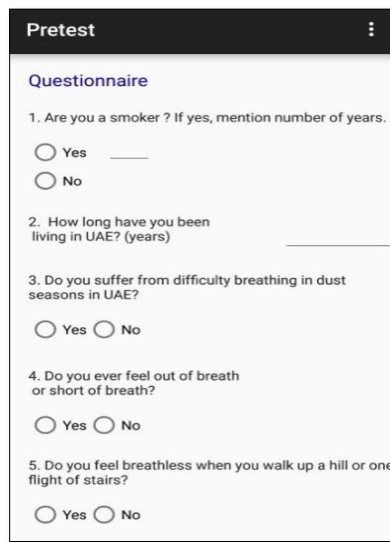 Pretest
Questionnaire
1. Are you a smoker ? If yes, mention number of years.
Yes
No
2. How long have you been
living in UAE? (years)
3. Do you suffer from difficulty breathing in dust
seasons in UAE?
Yes No
4. Do you ever feel out of breath
or short of breath?
Yes No
5. Do you feel breathless when you walk up a hill or one
flight of stairs?
Yes No